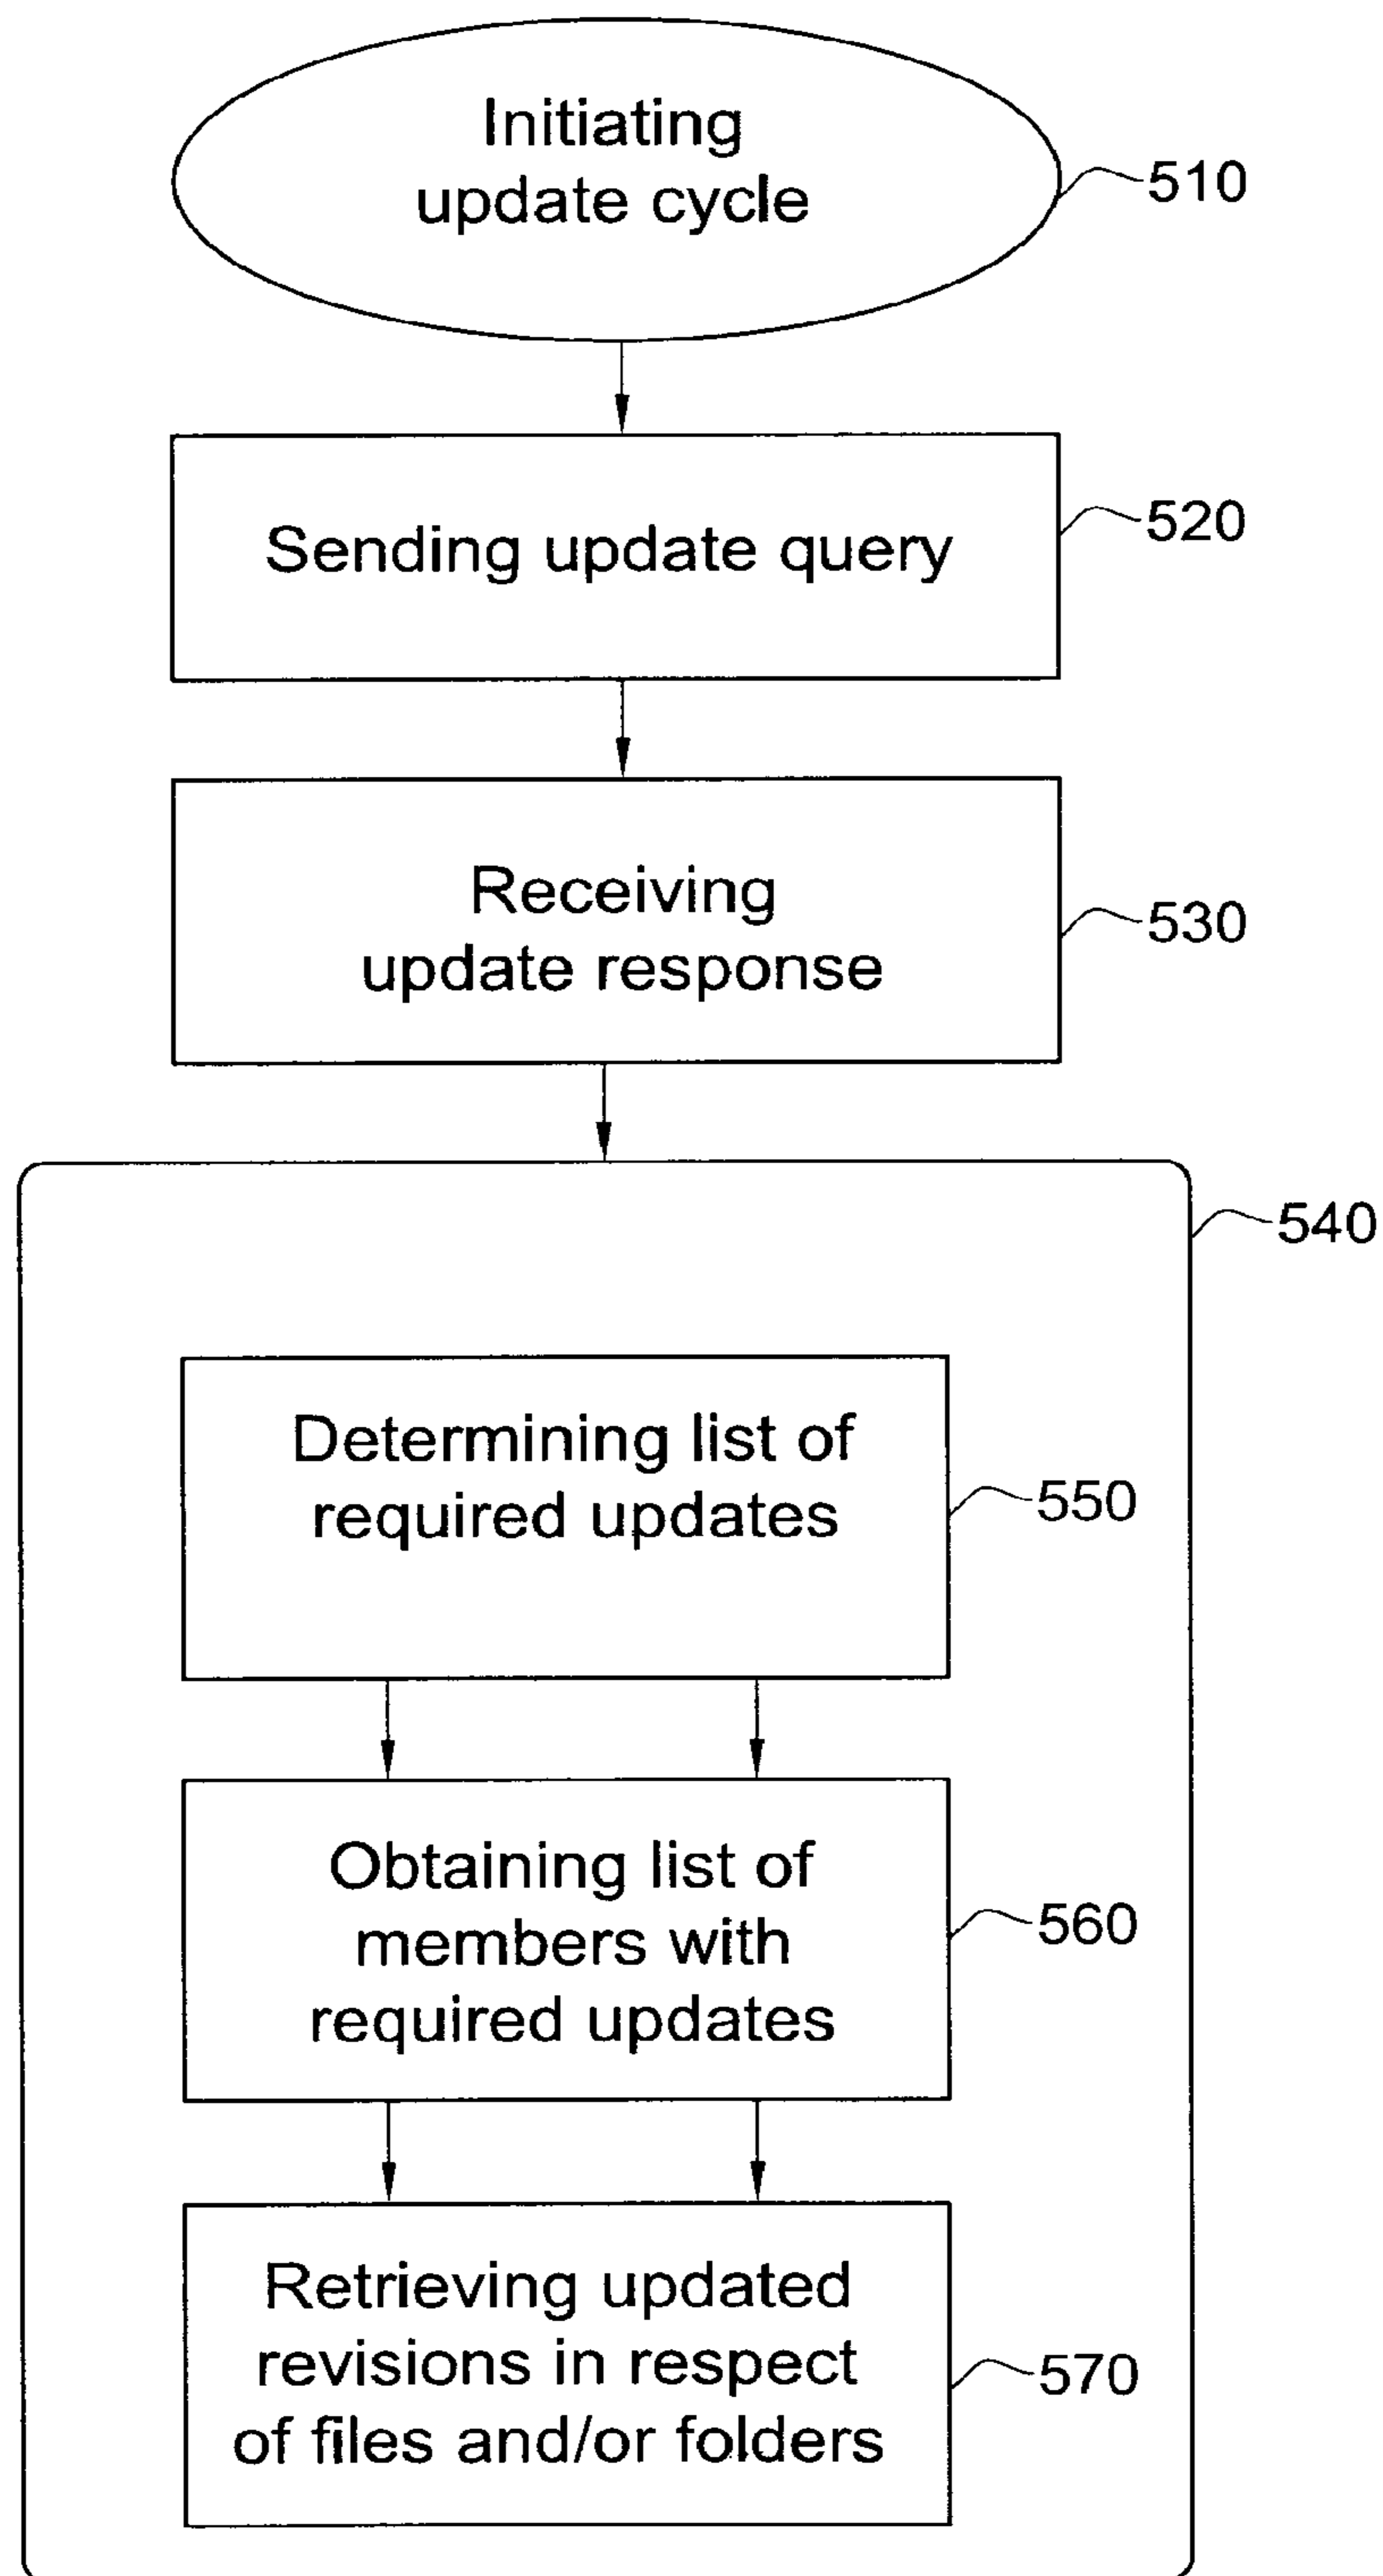 Initiating
update cycle
510
Sending update query
520
Receiving
update response
530
540
Determining list of
required updates
550
Obtaining list of
members with
required updates
560
Retrieving updated
revisions in respect
of files and/or folders
570